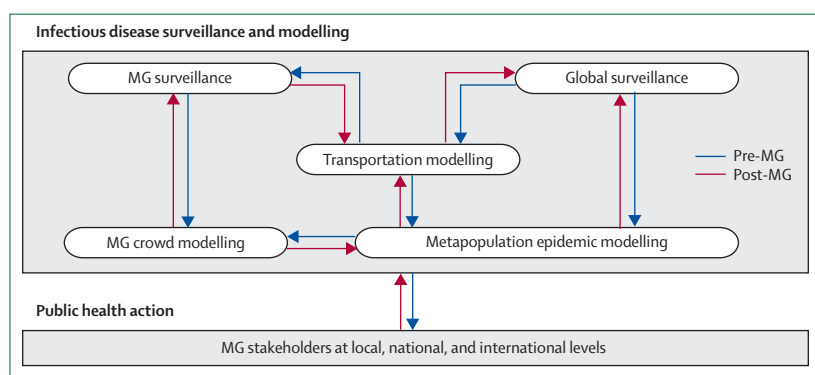 Infectious disease surveillance and modelling
MG surveillance
Global surveillance
Transportation modelling
Pre-MG
Post-MG
MG crowd modelling
Metapopulation epidemic modelling
Public health action
MG stakeholders at local, national, and international levels